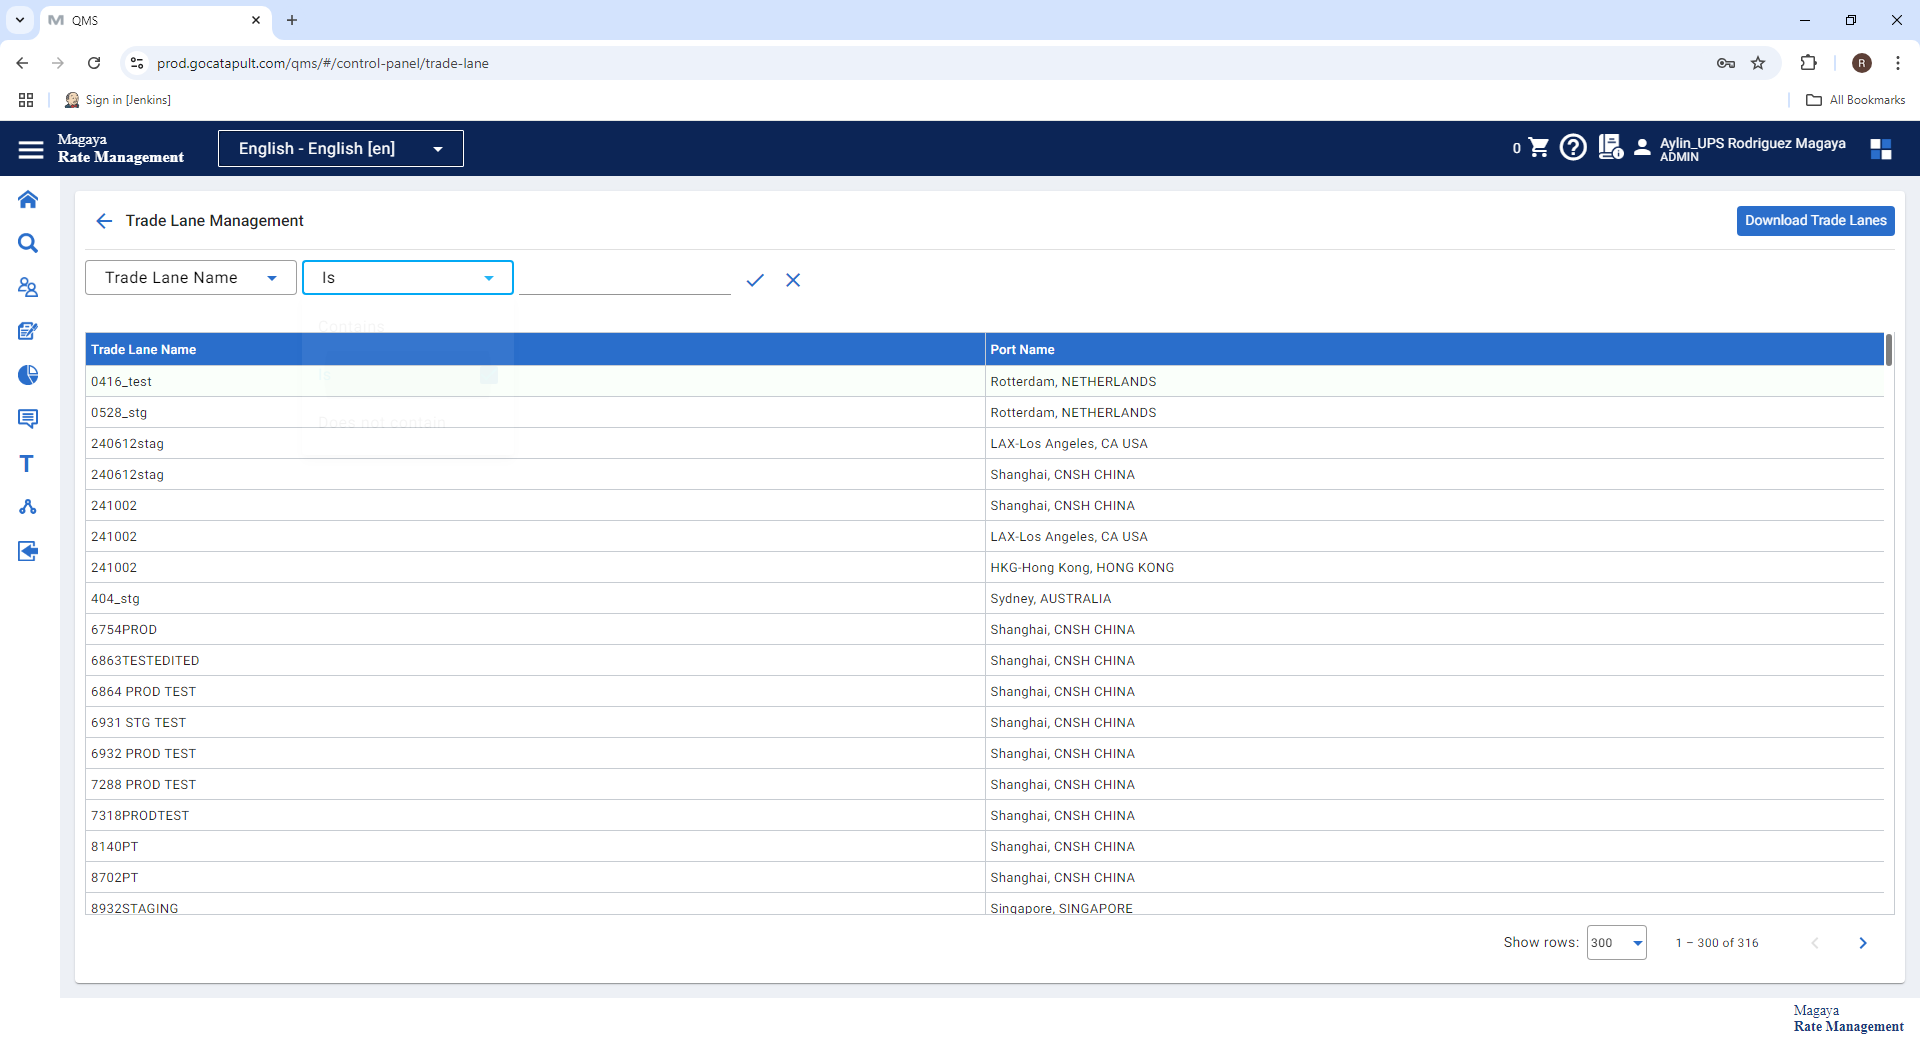 QMS
prod.gocatapult.com/qms/#/control-panel/trade-lane
R
Sign in [Jenkins]
All Bookmarks
Magaya
Rate Management
English - English [en]
0
Aylin_UPS Rodriguez Magaya
ADMIN
Trade Lane Management
Download Trade Lanes
Trade Lane Name
Is
Contains
Is
Does not contain
Trade Lane Name Port Name
0416_test Rotterdam, NETHERLANDS
0528_stg Rotterdam, NETHERLANDS
240612stag LAX-Los Angeles, CA USA
240612stag Shanghai, CNSH CHINA
241002 Shanghai, CNSH CHINA
241002 LAX-Los Angeles, CA USA
241002 HKG-Hong Kong, HONG KONG
404_stg Sydney, AUSTRALIA
6754PROD Shanghai, CNSH CHINA
6863TESTEDITED Shanghai, CNSH CHINA
6864 PROD TEST Shanghai, CNSH CHINA
6931 STG TEST Shanghai, CNSH CHINA
6932 PROD TEST Shanghai, CNSH CHINA
7288 PROD TEST Shanghai, CNSH CHINA
7318PRODTEST Shanghai, CNSH CHINA
8140PT Shanghai, CNSH CHINA
8702PT Shanghai, CNSH CHINA
8932STAGING Singapore, SINGAPORE
Show rows: 300 1 – 300 of 316
Magaya
Rate Management